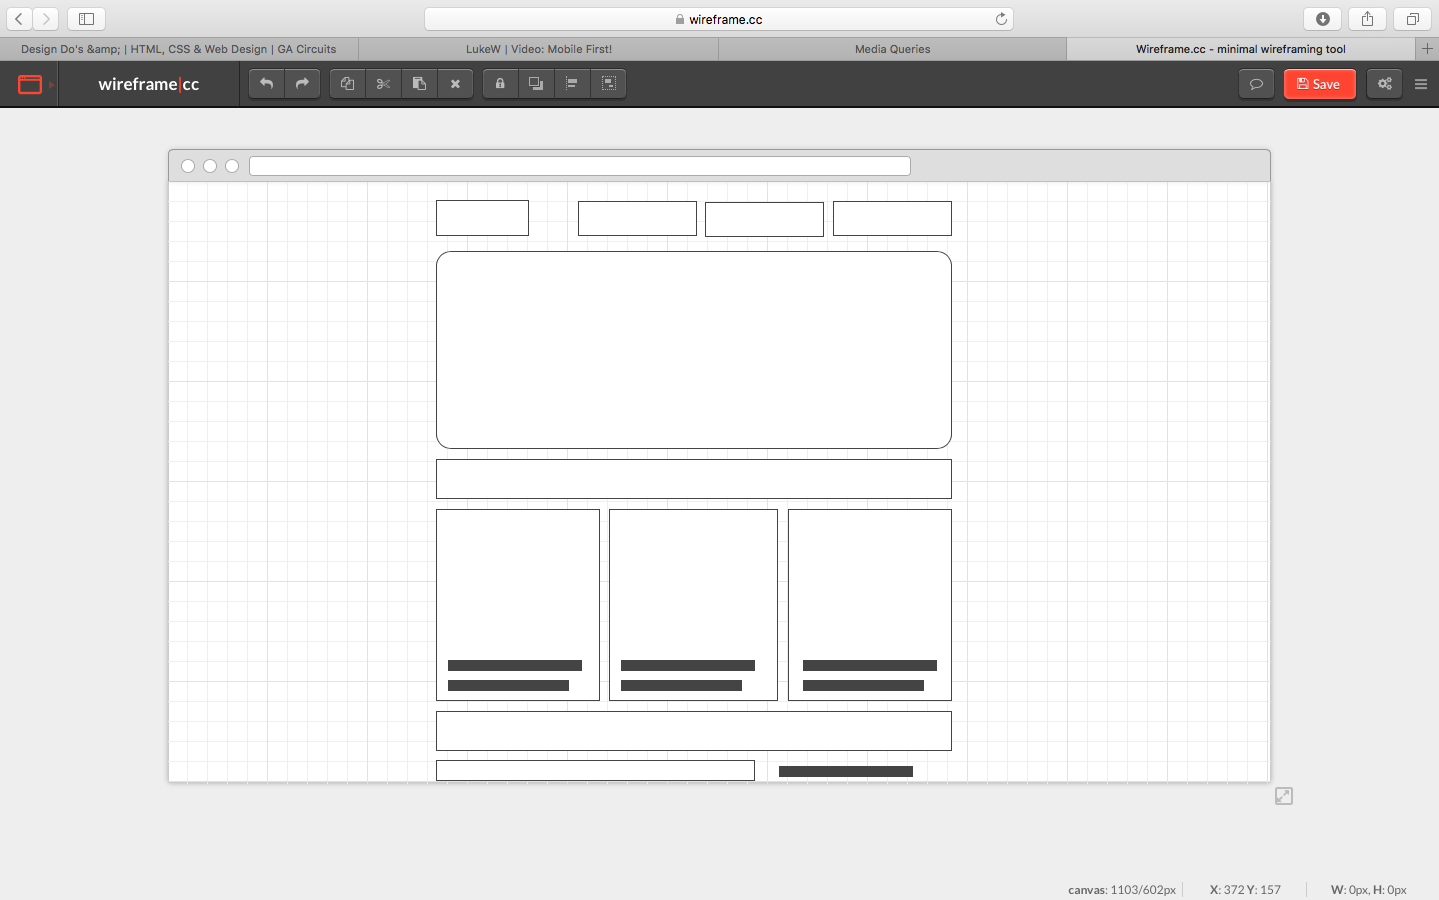 wireframe.cc
Design Do's &amp; | HTML, CSS & Web Design | GA Circuits
LukeW | Video: Mobile First!
Media Queries
Wireframe.cc - minimal wireframing tool
wireframe|cc
Save
canvas: 1103/602px
X: 372 Y: 157
W: 0px, H: 0px